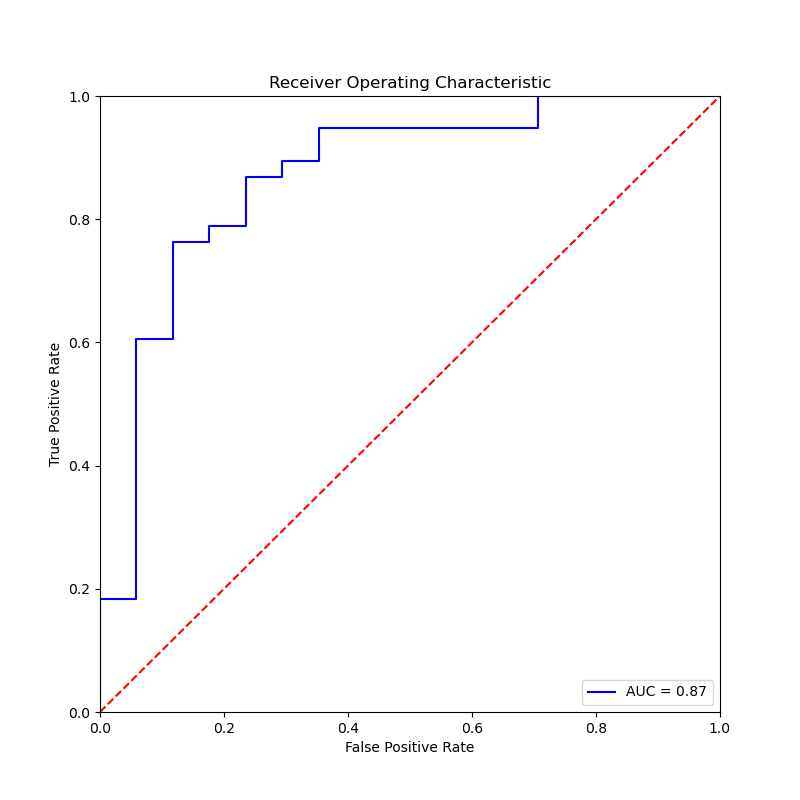 Receiver Operating Characteristic
1.0
0.8
0.6
0.4
0.2
0.0
True Positive Rate
AUC = 0.87
0.0 0.2 0.4 0.6 0.8 1.0
False Positive Rate